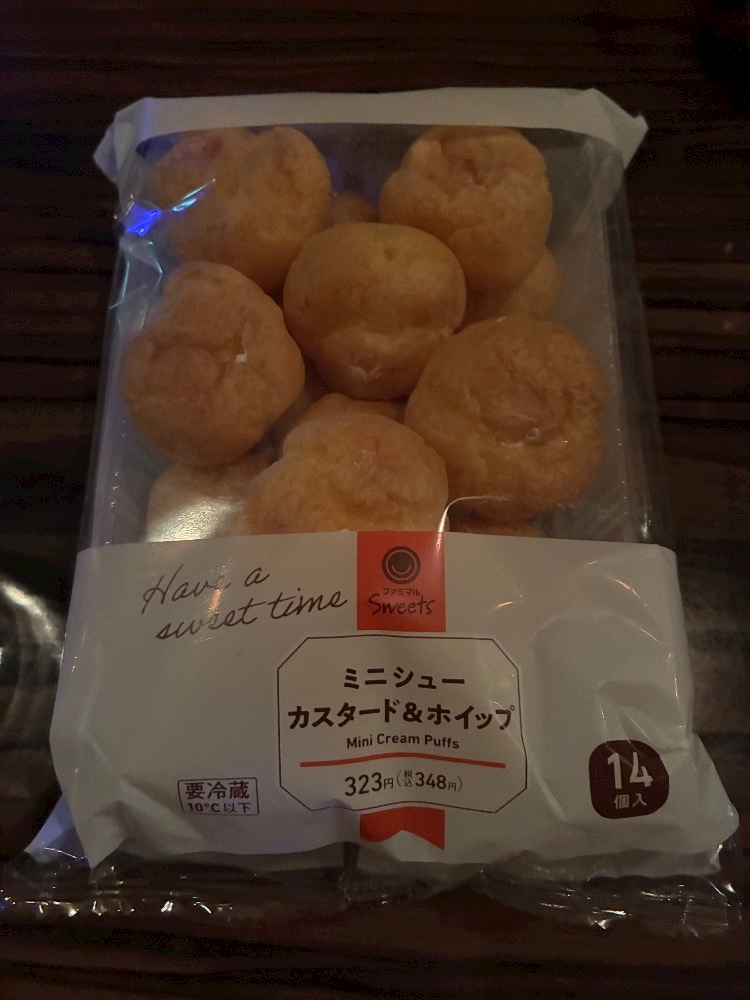 Have a
sweet time
ファミマル
Sweets
ミニシュー
カスタード&ホイップ
Mini Cream Puffs
323円(税込348円)
要冷蔵
10℃以下
14
個入